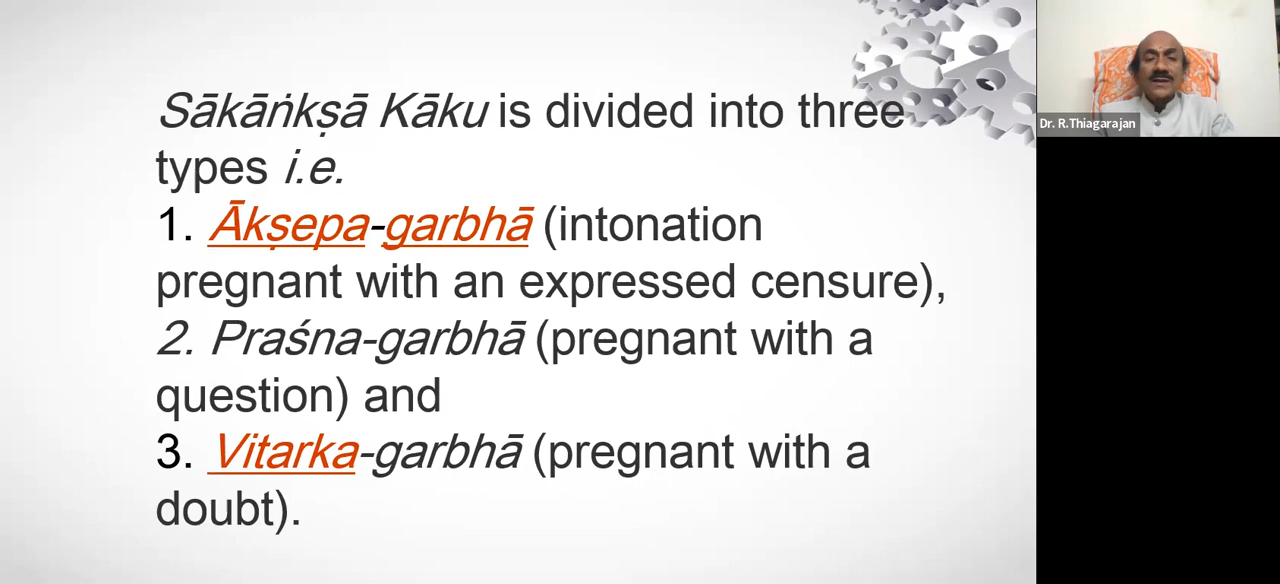 Sākāṅkṣā Kāku is divided into three
types i.e.
1. Ākṣepa-garbhā (intonation
pregnant with an expressed censure),
2. Praśna-garbhā (pregnant with a
question) and
3. Vitarka-garbhā (pregnant with a
doubt).
Dr. R.Thiagarajan